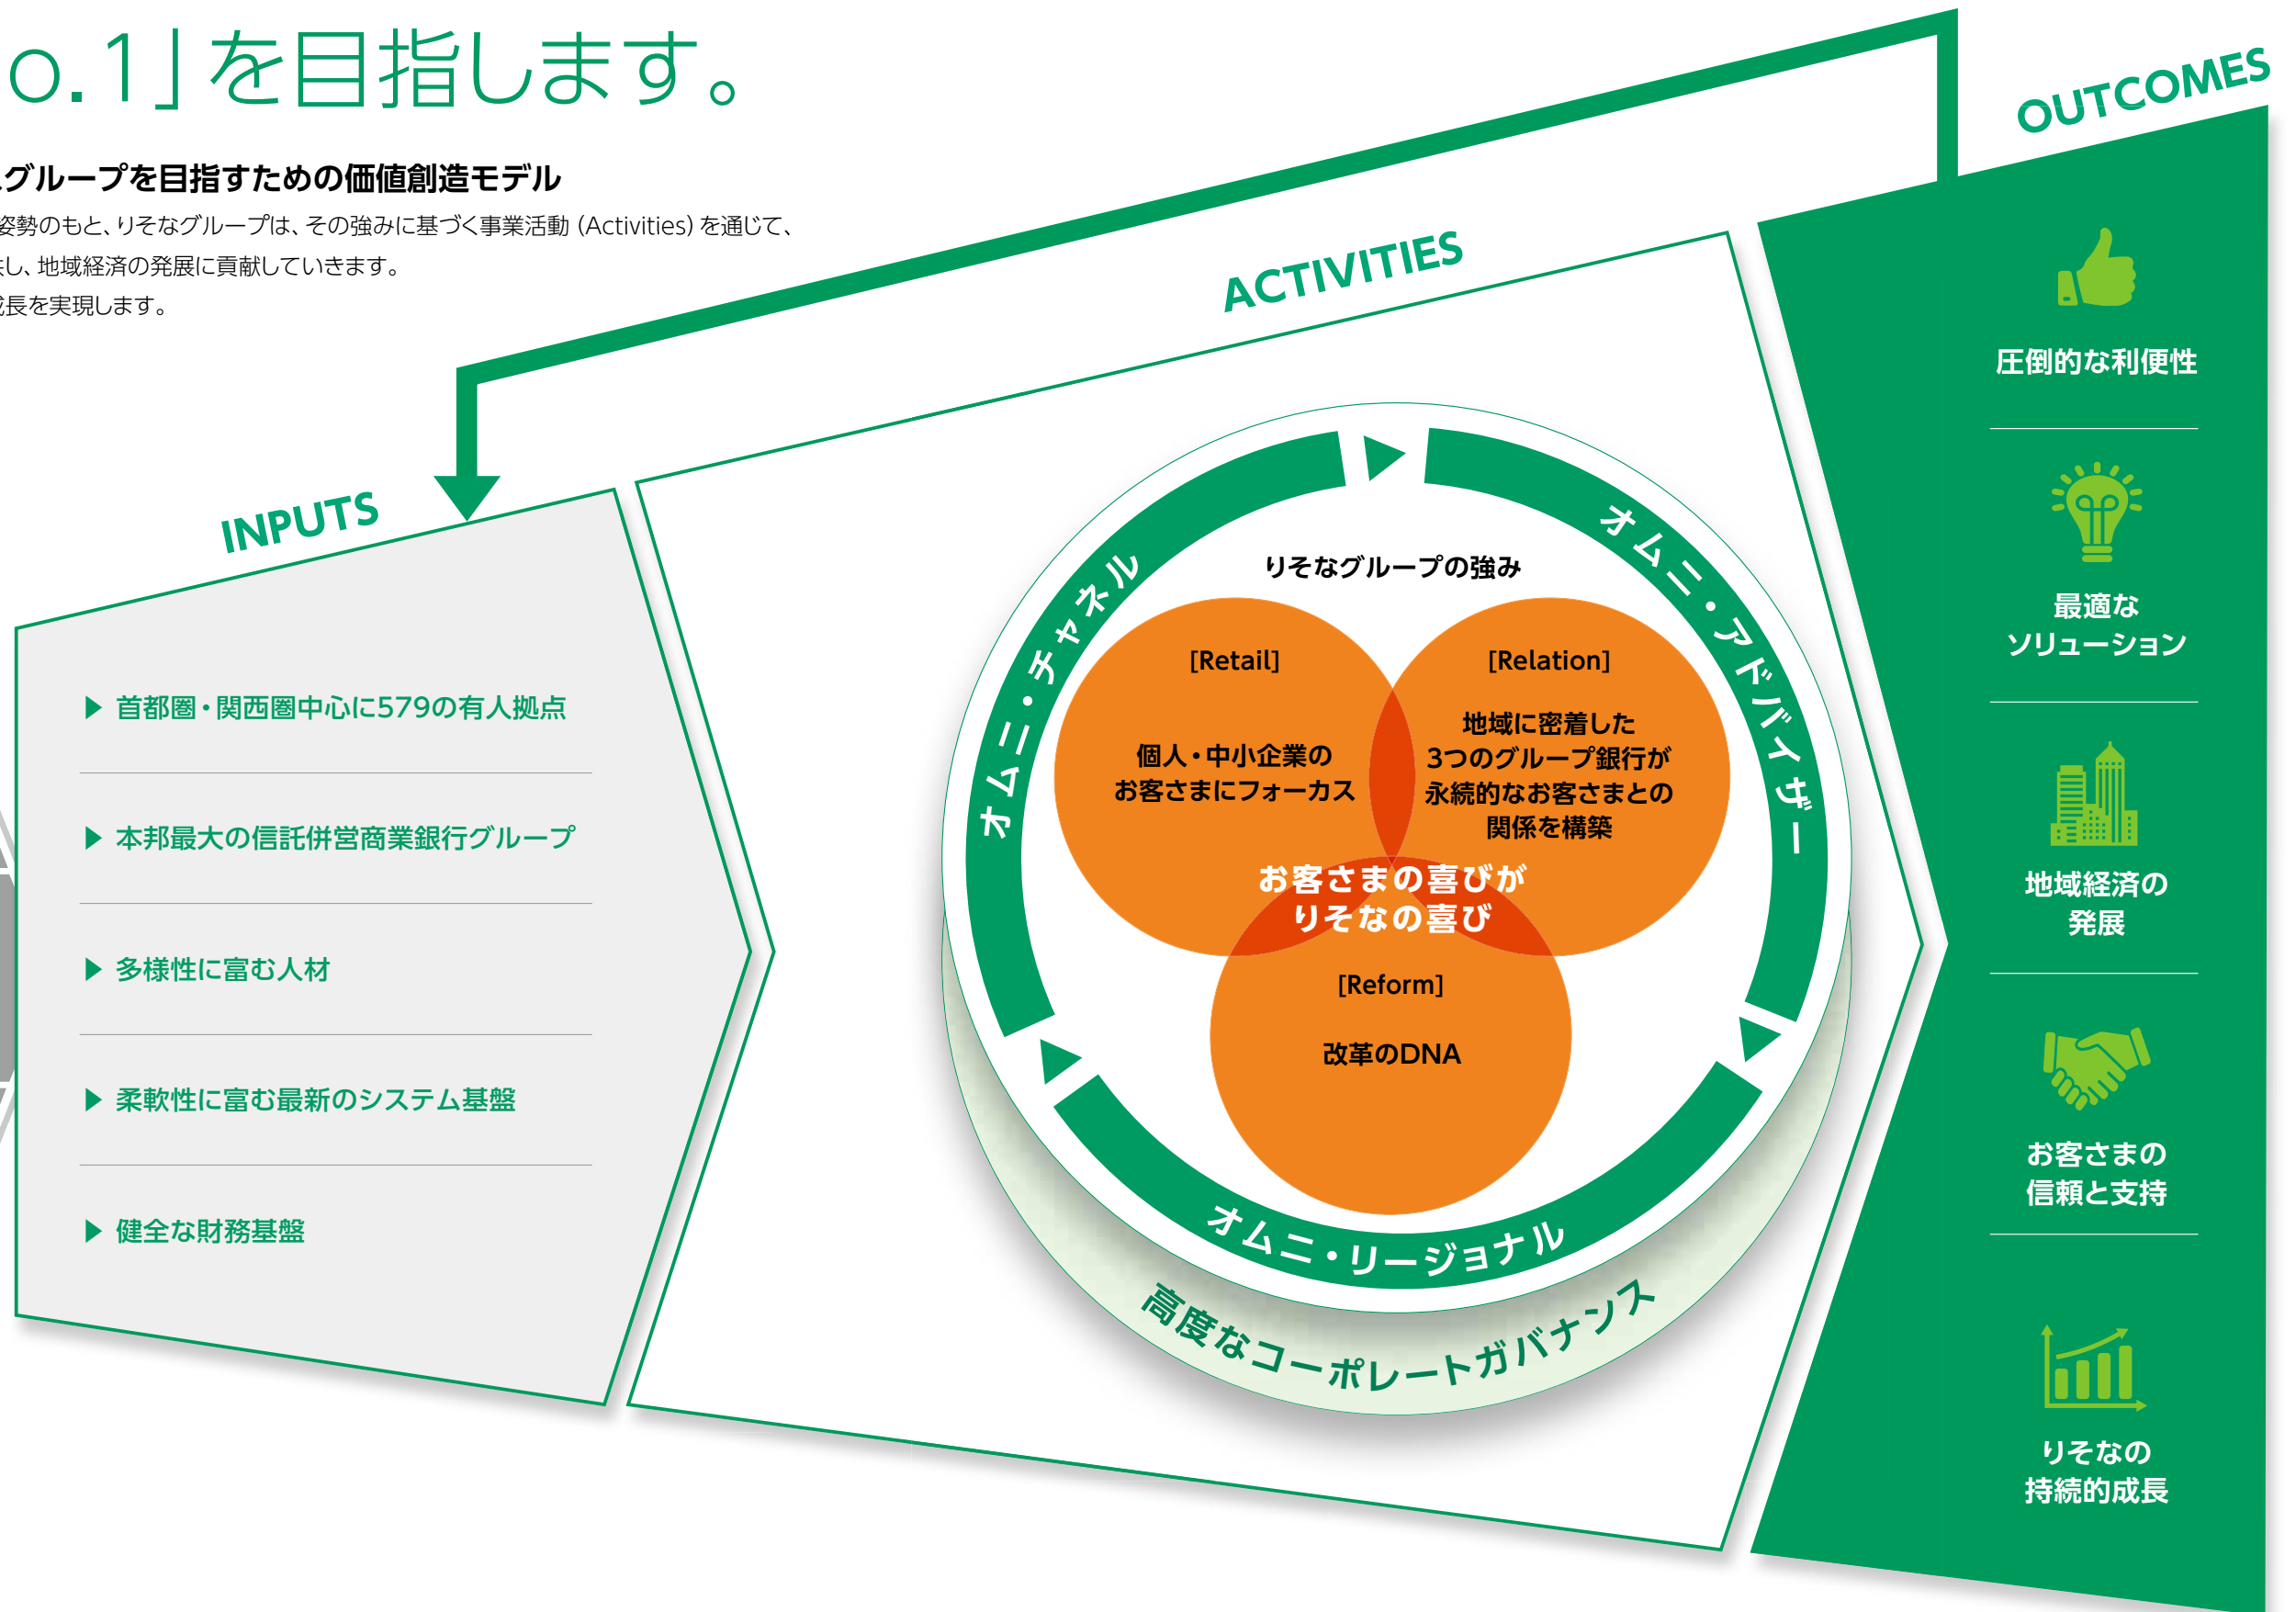 o.1」を目指します。
グループを目指すための価値創造モデル
姿勢のもと、りそなグループは、その強みに基づく事業活動（Activities）を通じて、
し、地域経済の発展に貢献していきます。
長を実現します。
INPUTS
▶ 首都圏・関西圏中心に579の有人拠点
▶ 本邦最大の信託併営商業銀行グループ
▶ 多様性に富む人材
▶ 柔軟性に富む最新のシステム基盤
▶ 健全な財務基盤
ACTIVITIES
オムニ・チャネル
オムニ・アドバイザー
オムニ・リージョナル
りそなグループの強み
[Retail]
個人・中小企業の
お客さまにフォーカス
[Relation]
地域に密着した
3つのグループ銀行が
永続的なお客さまとの
関係を構築
お客さまの喜びが
りそなの喜び
[Reform]
改革のDNA
高度なコーポレートガバナンス
OUTCOMES
圧倒的な利便性
最適な
ソリューション
地域経済の
発展
お客さまの
信頼と支持
りそなの
持続的成長